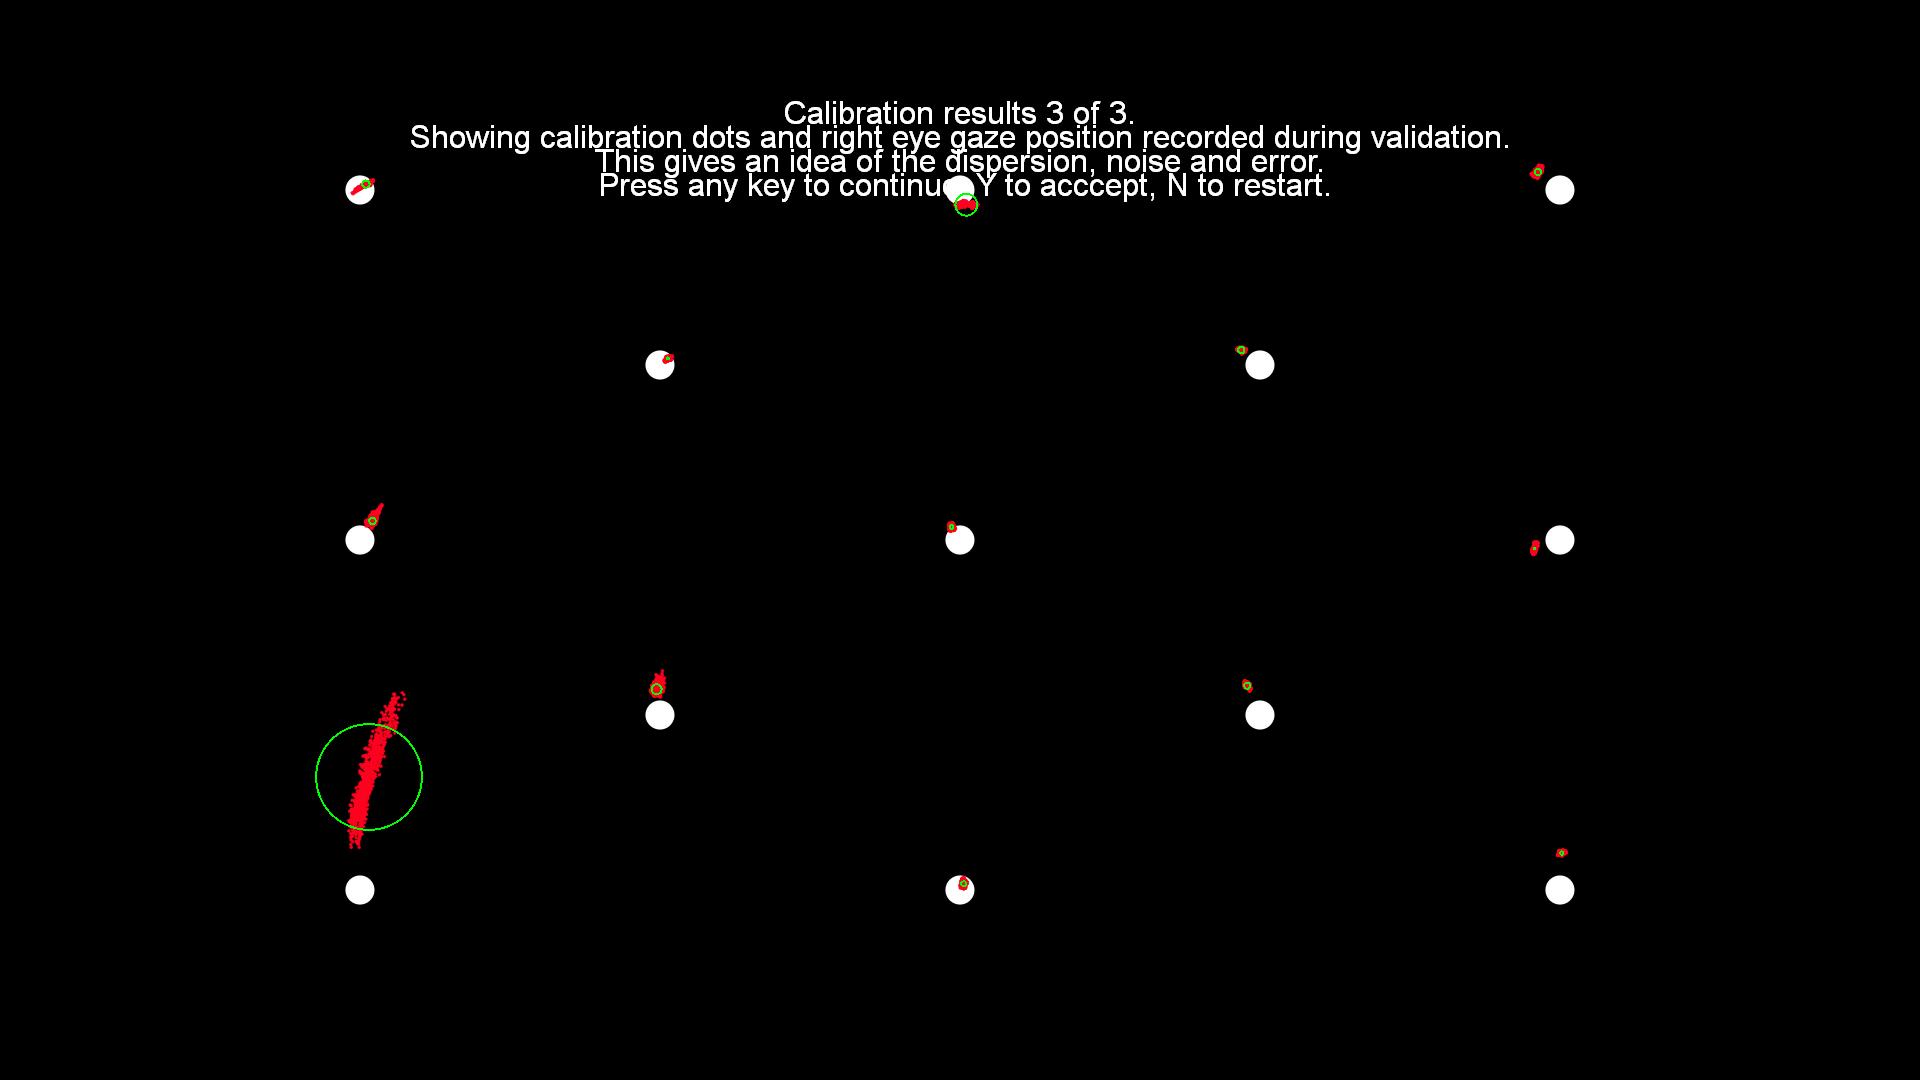 Calibration results 3 of 3.
Showing calibration dots and right eye gaze position recorded during validation.
This gives an idea of the dispersion, noise and error.
Press any key to continue, Y to acccept, N to restart.